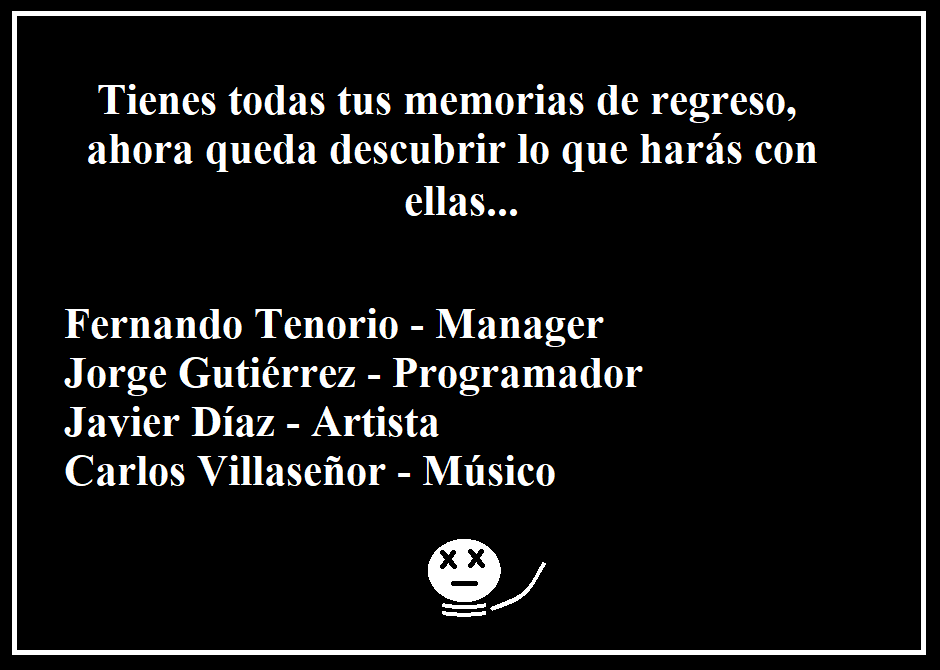 Tienes todas tus memorias de regreso,
ahora queda descubrir lo que harás con
ellas...
Fernando Tenorio - Manager
Jorge Gutiérrez - Programador
Javier Díaz - Artista
Carlos Villaseñor - Músico